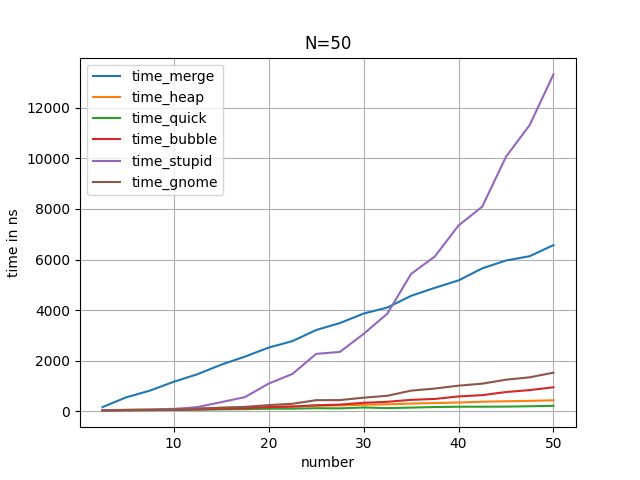 N=50
time_merge
time_heap
time_quick
time_bubble
time_stupid
time_gnome
12000
10000
8000
6000
4000
2000
0
time in ns
10 20 30 40 50
number